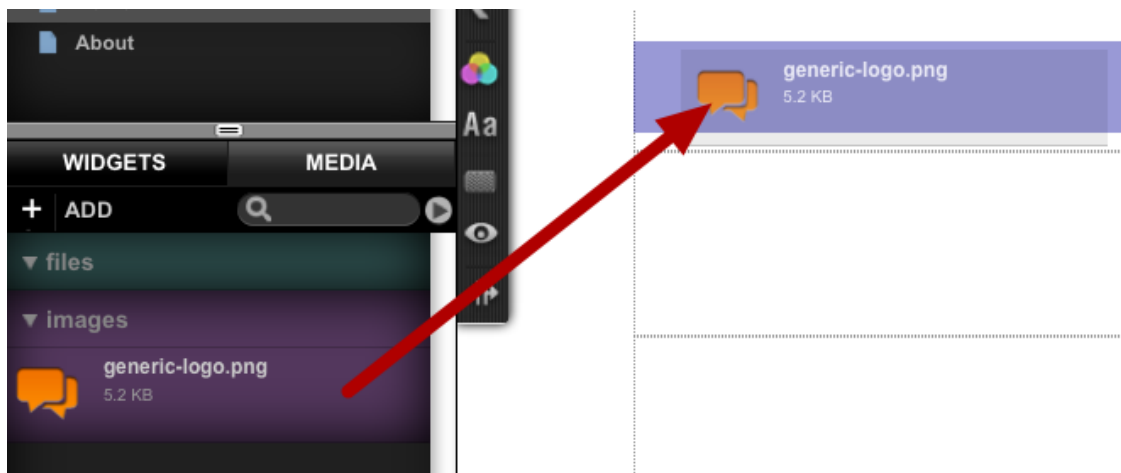 About
WIDGETS
MEDIA
+ ADD
files
images
generic-logo.png
5.2 KB
Aa
generic-logo.png
5.2 KB